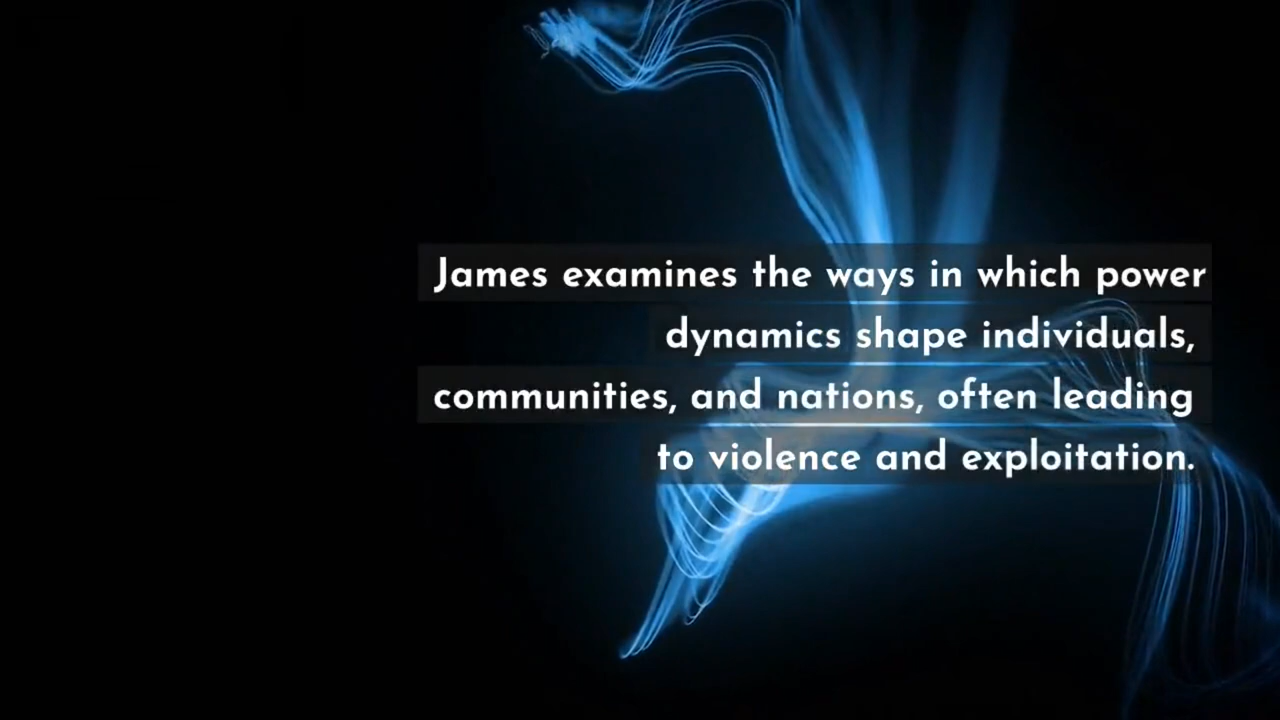 James examines the ways in which power
dynamics shape individuals,
communities, and nations, often leading
to violence and exploitation.